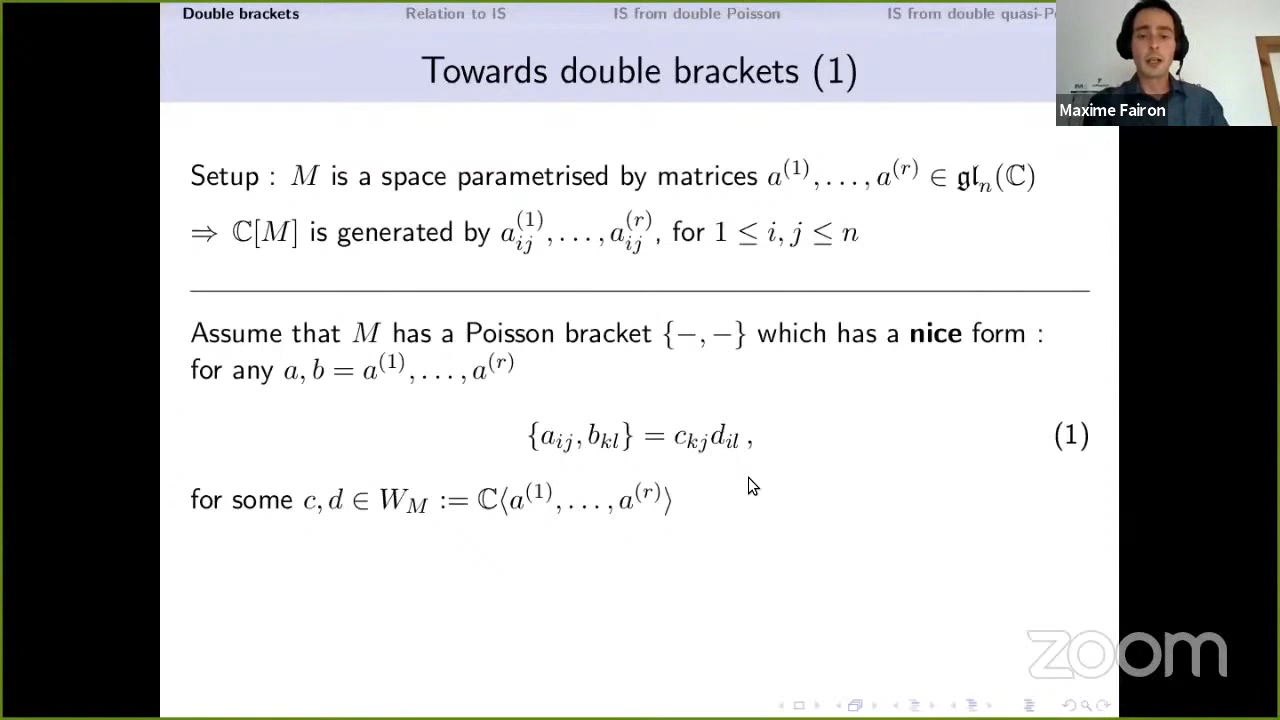 Double brackets Relation to IS IS from double Poisson IS from double quasi-P
Towards double brackets (1)
Maxime Fairon
Setup : M is a space parametrised by matrices a^{(1)}, . . . , a^{(r)} ∈ 𝔤𝔩_n(ℂ)
⇒ ℂ[M] is generated by a_{ij}^{(1)}, . . . , a_{ij}^{(r)}, for 1 ≤ i, j ≤ n
Assume that M has a Poisson bracket {−, −} which has a nice form :
for any a, b = a^{(1)}, . . . , a^{(r)}
{a_{ij}, b_{kl}} = c_{kj}d_{il} , (1)
for some c, d ∈ W_M := ℂ⟨a^{(1)}, . . . , a^{(r)}⟩
zoom